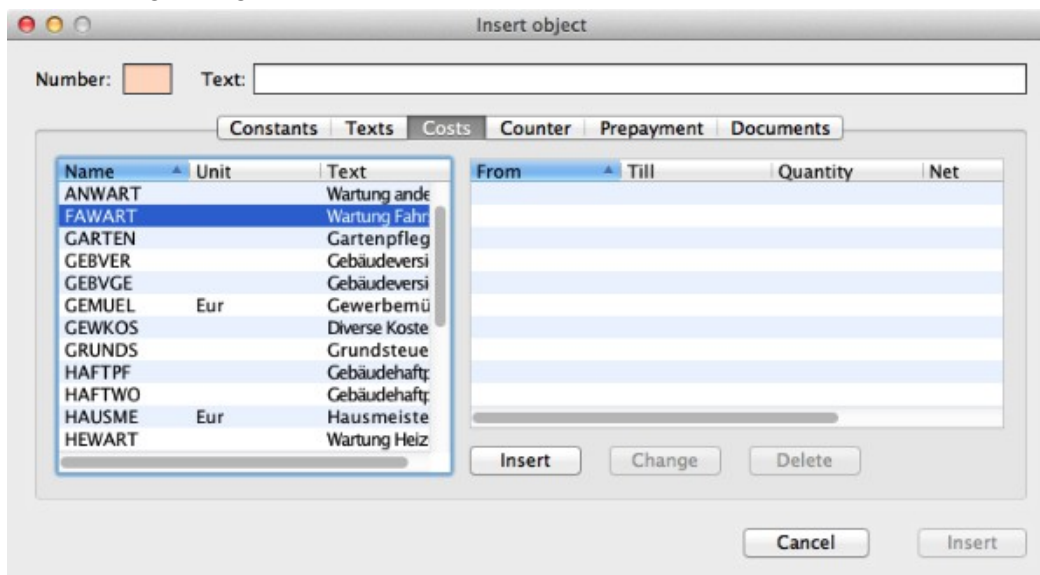 Insert object
Number: Text:
Constants Texts Costs Counter Prepayment Documents
Name Unit Text From Till Quantity Net
ANWART Wartung ande
FAWART Wartung Fahr
GARTEN Gartenpfleg
GEBVER Gebäudeversi
GEBVGE Gebäudeversi
GEMUEL Eur Gewerbemü
GEWKOS Diverse Koste
GRUNDS Grundsteue
HAFTPF Gebäudehaftp
HAFTWO Gebäudehaftp
HAUSME Eur Hausmeiste
HEWART Wartung Heiz
Insert Change Delete
Cancel Insert